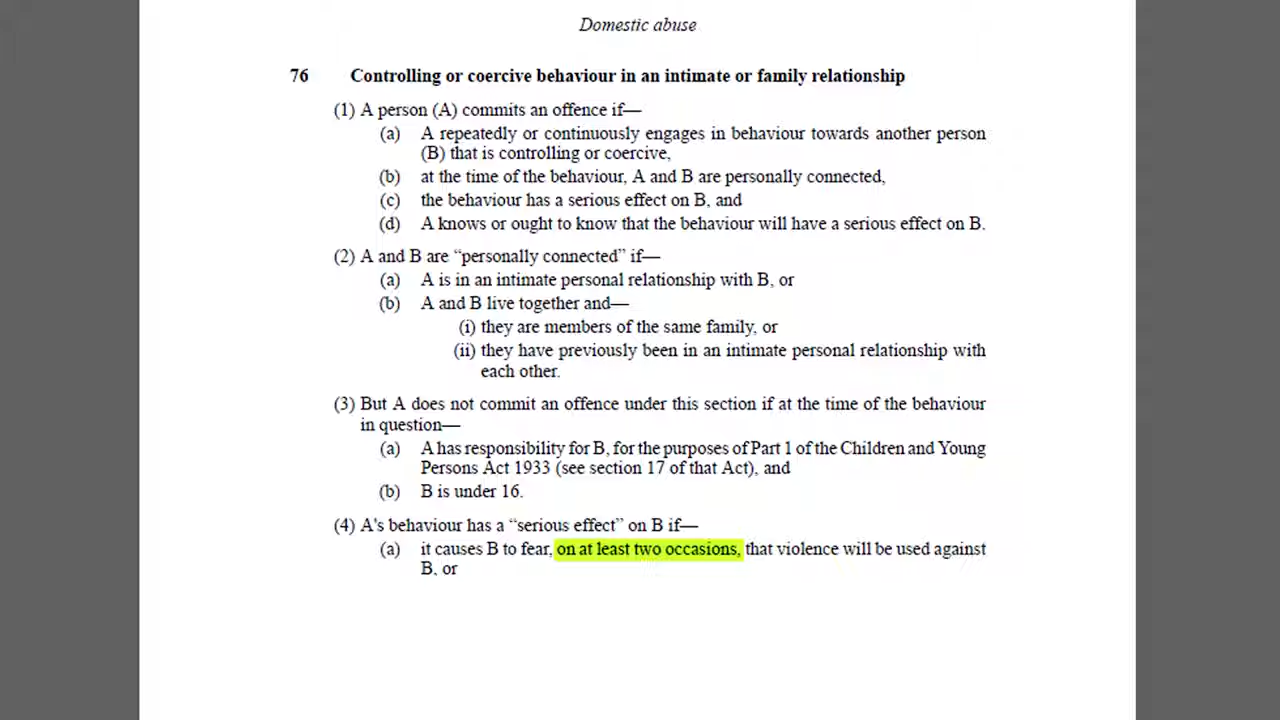 Domestic abuse
76 Controlling or coercive behaviour in an intimate or family relationship
(1) A person (A) commits an offence if—
(a) A repeatedly or continuously engages in behaviour towards another person
(B) that is controlling or coercive,
(b) at the time of the behaviour, A and B are personally connected,
(c) the behaviour has a serious effect on B, and
(d) A knows or ought to know that the behaviour will have a serious effect on B.
(2) A and B are “personally connected” if—
(a) A is in an intimate personal relationship with B, or
(b) A and B live together and—
(i) they are members of the same family, or
(ii) they have previously been in an intimate personal relationship with
each other.
(3) But A does not commit an offence under this section if at the time of the behaviour
in question—
(a) A has responsibility for B, for the purposes of Part 1 of the Children and Young
Persons Act 1933 (see section 17 of that Act), and
(b) B is under 16.
(4) A's behaviour has a “serious effect” on B if—
(a) it causes B to fear, on at least two occasions, that violence will be used against
B, or